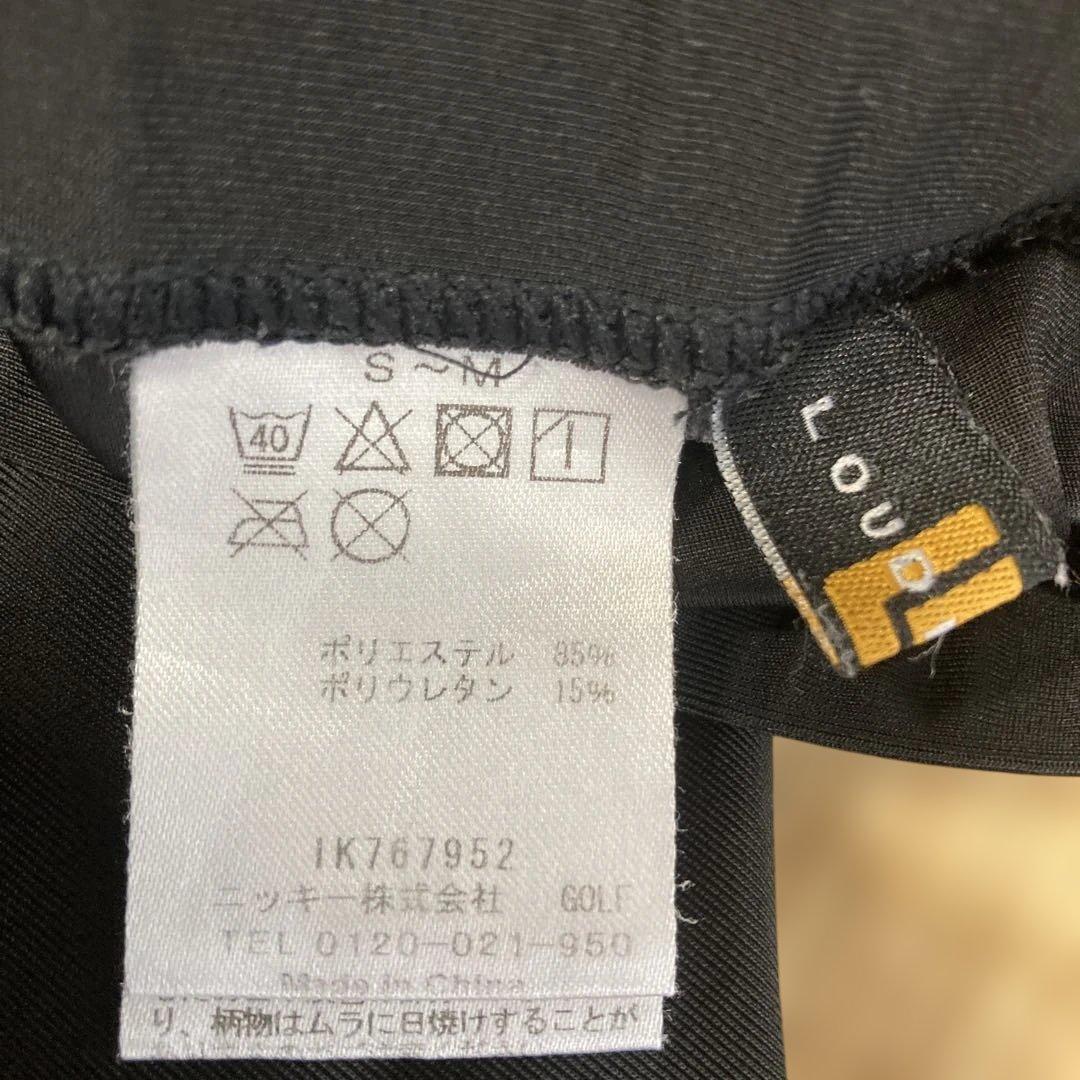 S～M
40
ポリエステル 85%
ポリウレタン 15%
IK767952
ニッキー株式会社 GOLF
TEL 0120-021-950
Made in China
り、柄物はムラに日焼けすることが
LOUD